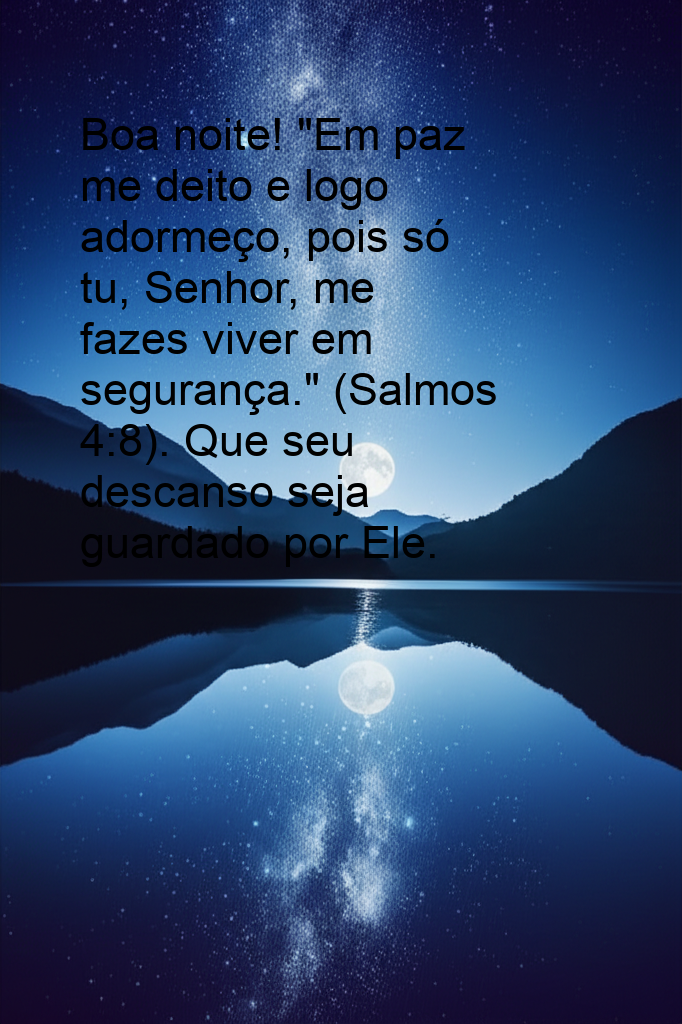 Boa noite! "Em paz
me deito e logo
adormeço, pois só
tu, Senhor, me
fazes viver em
segurança." (Salmos
4:8). Que seu
descanso seja
guardado por Ele.